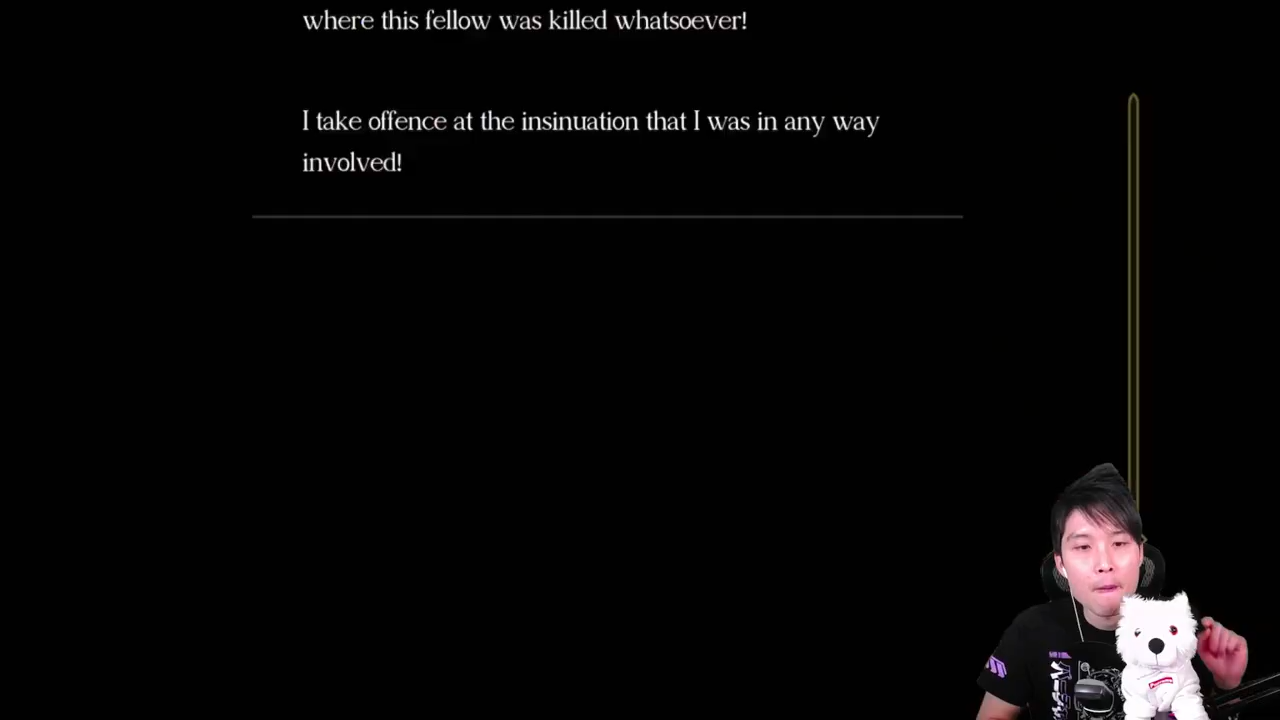 where this fellow was killed whatsoever!
I take offence at the insinuation that I was in any way
involved!